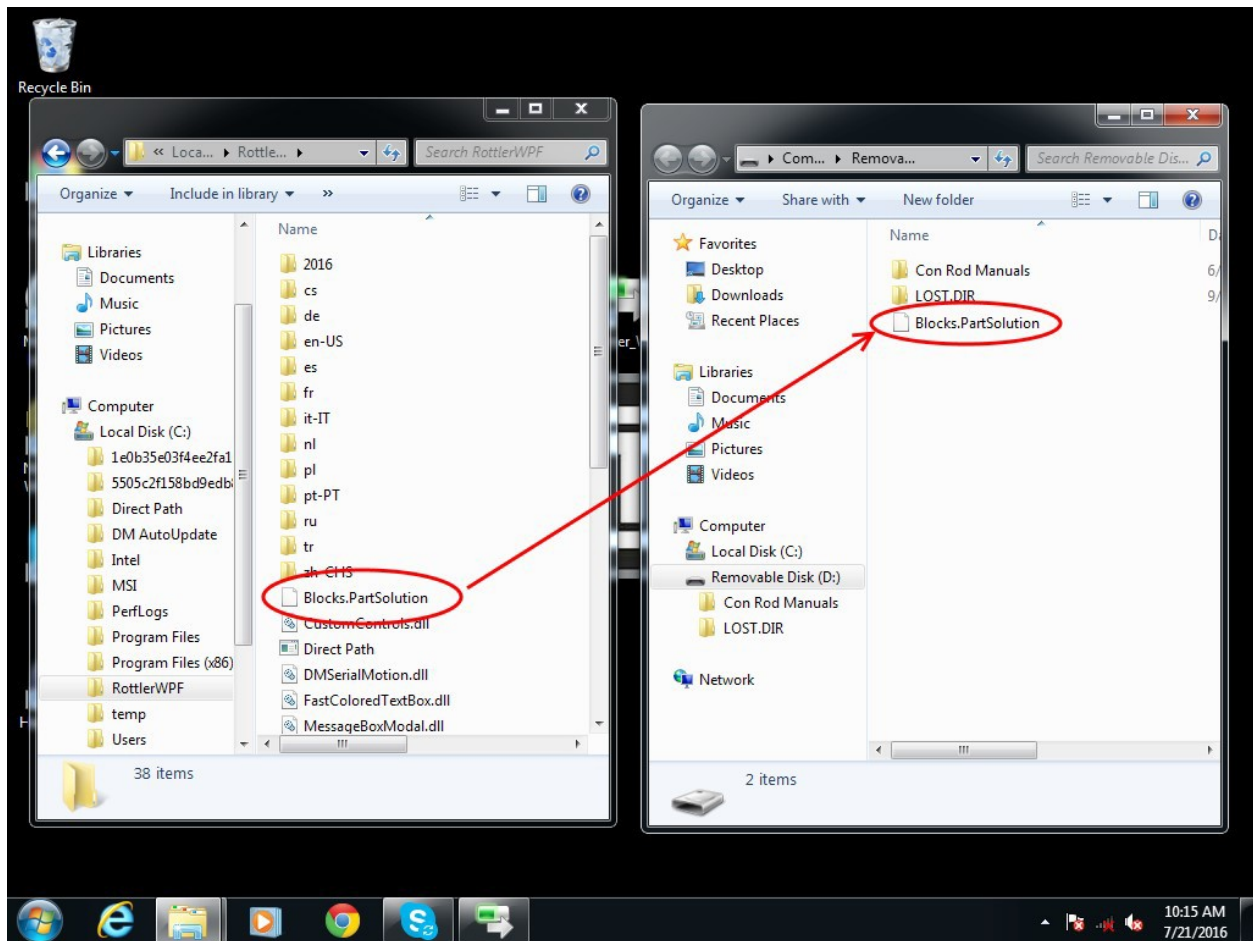 Recycle Bin
« Loca... Rottle...
Search RottlerWPF
Organize
Include in library
»
Name
Libraries
Documents
Music
Pictures
Videos
Computer
Local Disk (C:)
1e0b35e03f4ee2fa1
5505c2f158bd9edb
Direct Path
DM AutoUpdate
Intel
MSI
PerfLogs
Program Files
Program Files (x86)
RottlerWPF
temp
Users
2016
cs
de
en-US
es
fr
it-IT
nl
pl
pt-PT
ru
tr
zh-CHS
Blocks.PartSolution
CustomControls.dll
Direct Path
DMSerialMotion.dll
FastColoredTextBox.dll
MessageBoxModal.dll
38 items
Com... Remova...
Search Removable Dis...
Organize
Share with
New folder
Favorites
Desktop
Downloads
Recent Places
Libraries
Documents
Music
Pictures
Videos
Computer
Local Disk (C:)
Removable Disk (D:)
Con Rod Manuals
LOST.DIR
Network
Name
Con Rod Manuals 6/
LOST.DIR 9/
Blocks.PartSolution
2 items
10:15 AM
7/21/2016